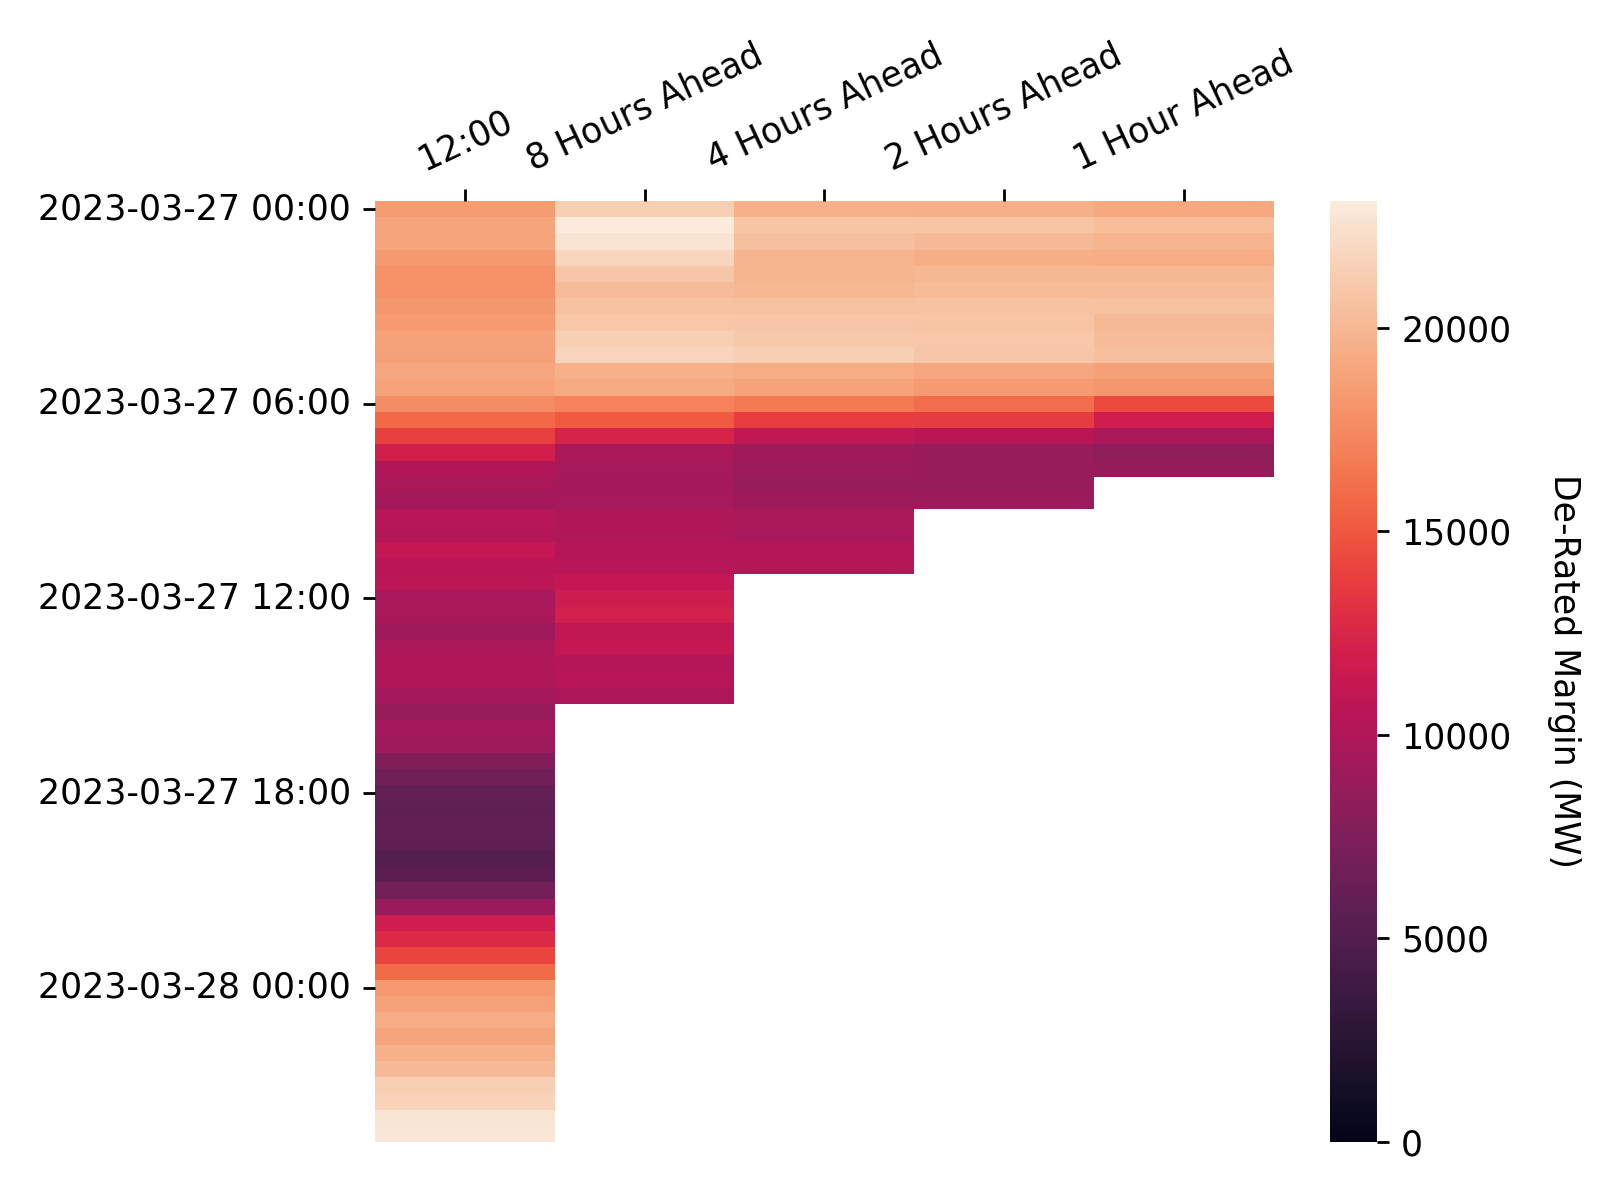 12:00
8 Hours Ahead
4 Hours Ahead
2 Hours Ahead
1 Hour Ahead
2023-03-27 00:00
2023-03-27 06:00
2023-03-27 12:00
2023-03-27 18:00
2023-03-28 00:00
20000
15000
10000
5000
0
De-Rated Margin (MW)